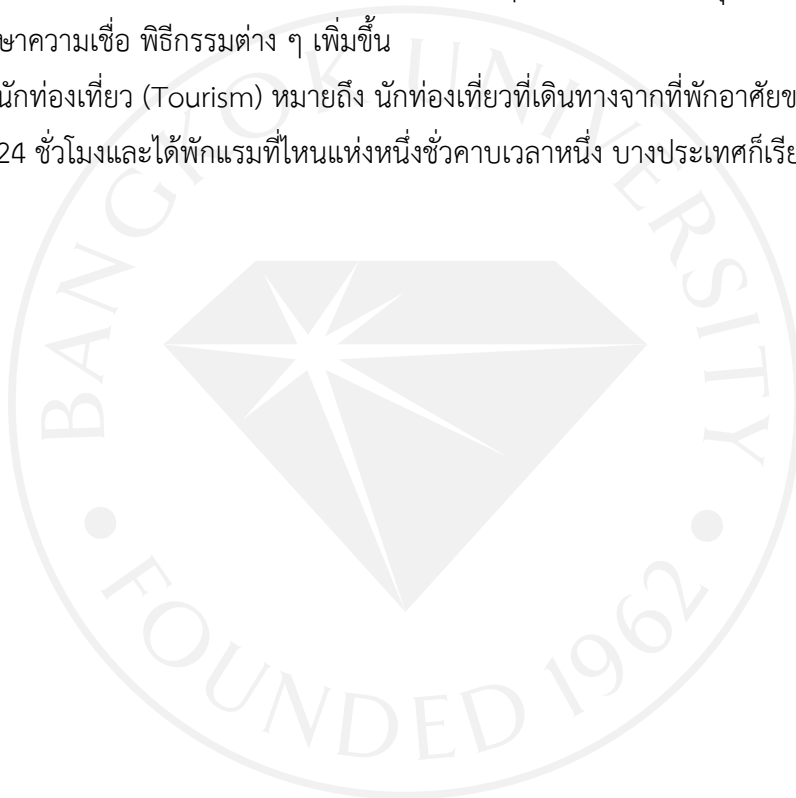 ษาความเชื่อ พิธีกรรมต่าง ๆ เพิ่มขึ้น
นักท่องเที่ยว (Tourism) หมายถึง นักท่องเที่ยวที่เดินทางจากที่พักอาศัยข
24 ชั่วโมงและได้พักแรมที่ไหนแห่งหนึ่งชั่วคาบเวลาหนึ่ง บางประเทศก็เรีย
BANGKOK UNIVERSITY
FOUNDED 1962